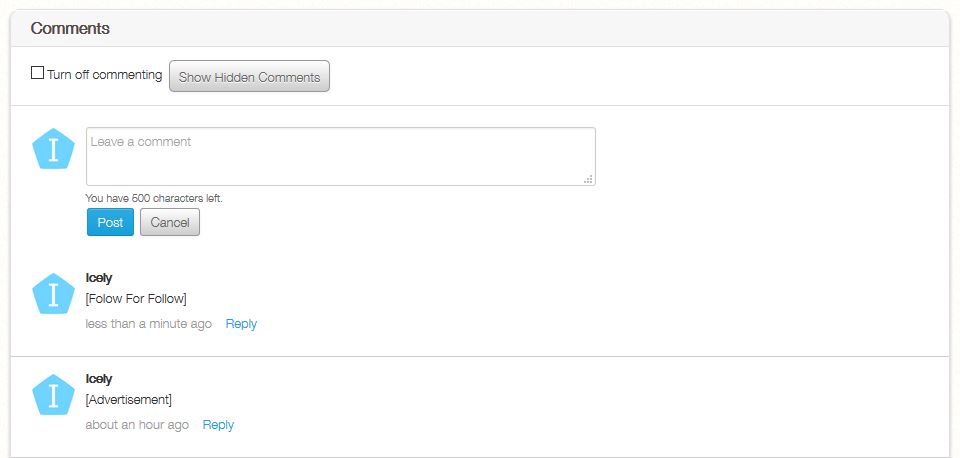 Comments
Turn off commenting Show Hidden Comments
I Leave a comment
You have 500 characters left.
Post Cancel
I Icely
[Folow For Follow]
less than a minute ago Reply
I Icely
[Advertisement]
about an hour ago Reply